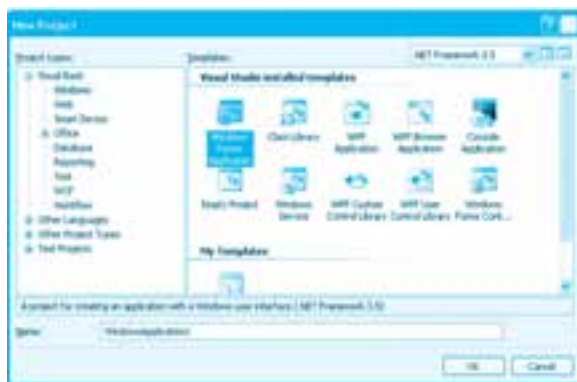 New Project
Project types:
Templates:
.NET Framework 3.5
Visual Basic
Windows
Web
Smart Device
Office
Database
Reporting
Test
WCF
Workflow
Other Languages
Other Project Types
Test Projects
Visual Studio installed templates
Windows Forms Application
Class Library
WPF Application
WPF Browser Application
Console Application
Empty Project
Windows Service
WPF Custom Control Library
WPF User Control Library
Windows Forms Cont...
My Templates
A project for creating an application with a Windows user interface (.NET Framework 3.5)
Name:
OK
Cancel